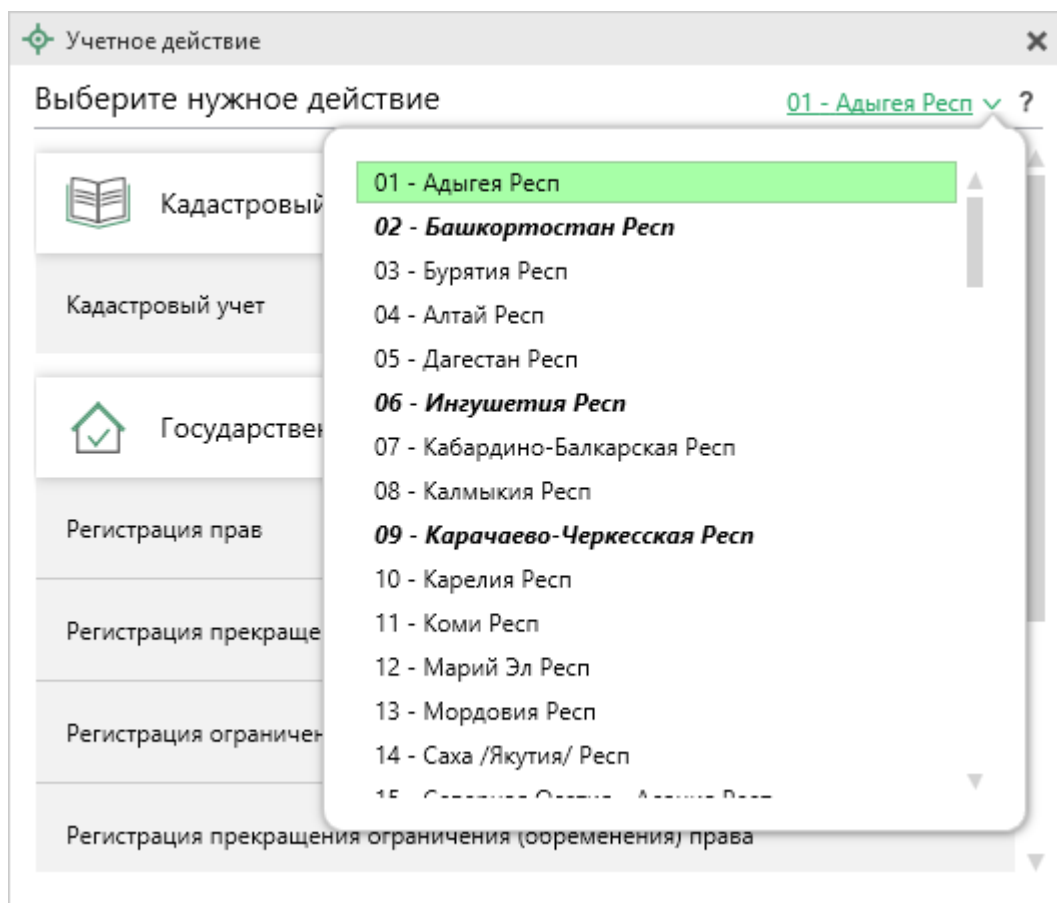 Учетное действие
Выберите нужное действие
01 - Адыгея Респ ?
Кадастровый
Кадастровый учет
Государствен
Регистрация прав
Регистрация прекраще
Регистрация ограничен
Регистрация прекращения ограничения (обременения) права
01 - Адыгея Респ
02 - Башкортостан Респ
03 - Бурятия Респ
04 - Алтай Респ
05 - Дагестан Респ
06 - Ингушетия Респ
07 - Кабардино-Балкарская Респ
08 - Калмыкия Респ
09 - Карачаево-Черкесская Респ
10 - Карелия Респ
11 - Коми Респ
12 - Марий Эл Респ
13 - Мордовия Респ
14 - Саха /Якутия/ Респ